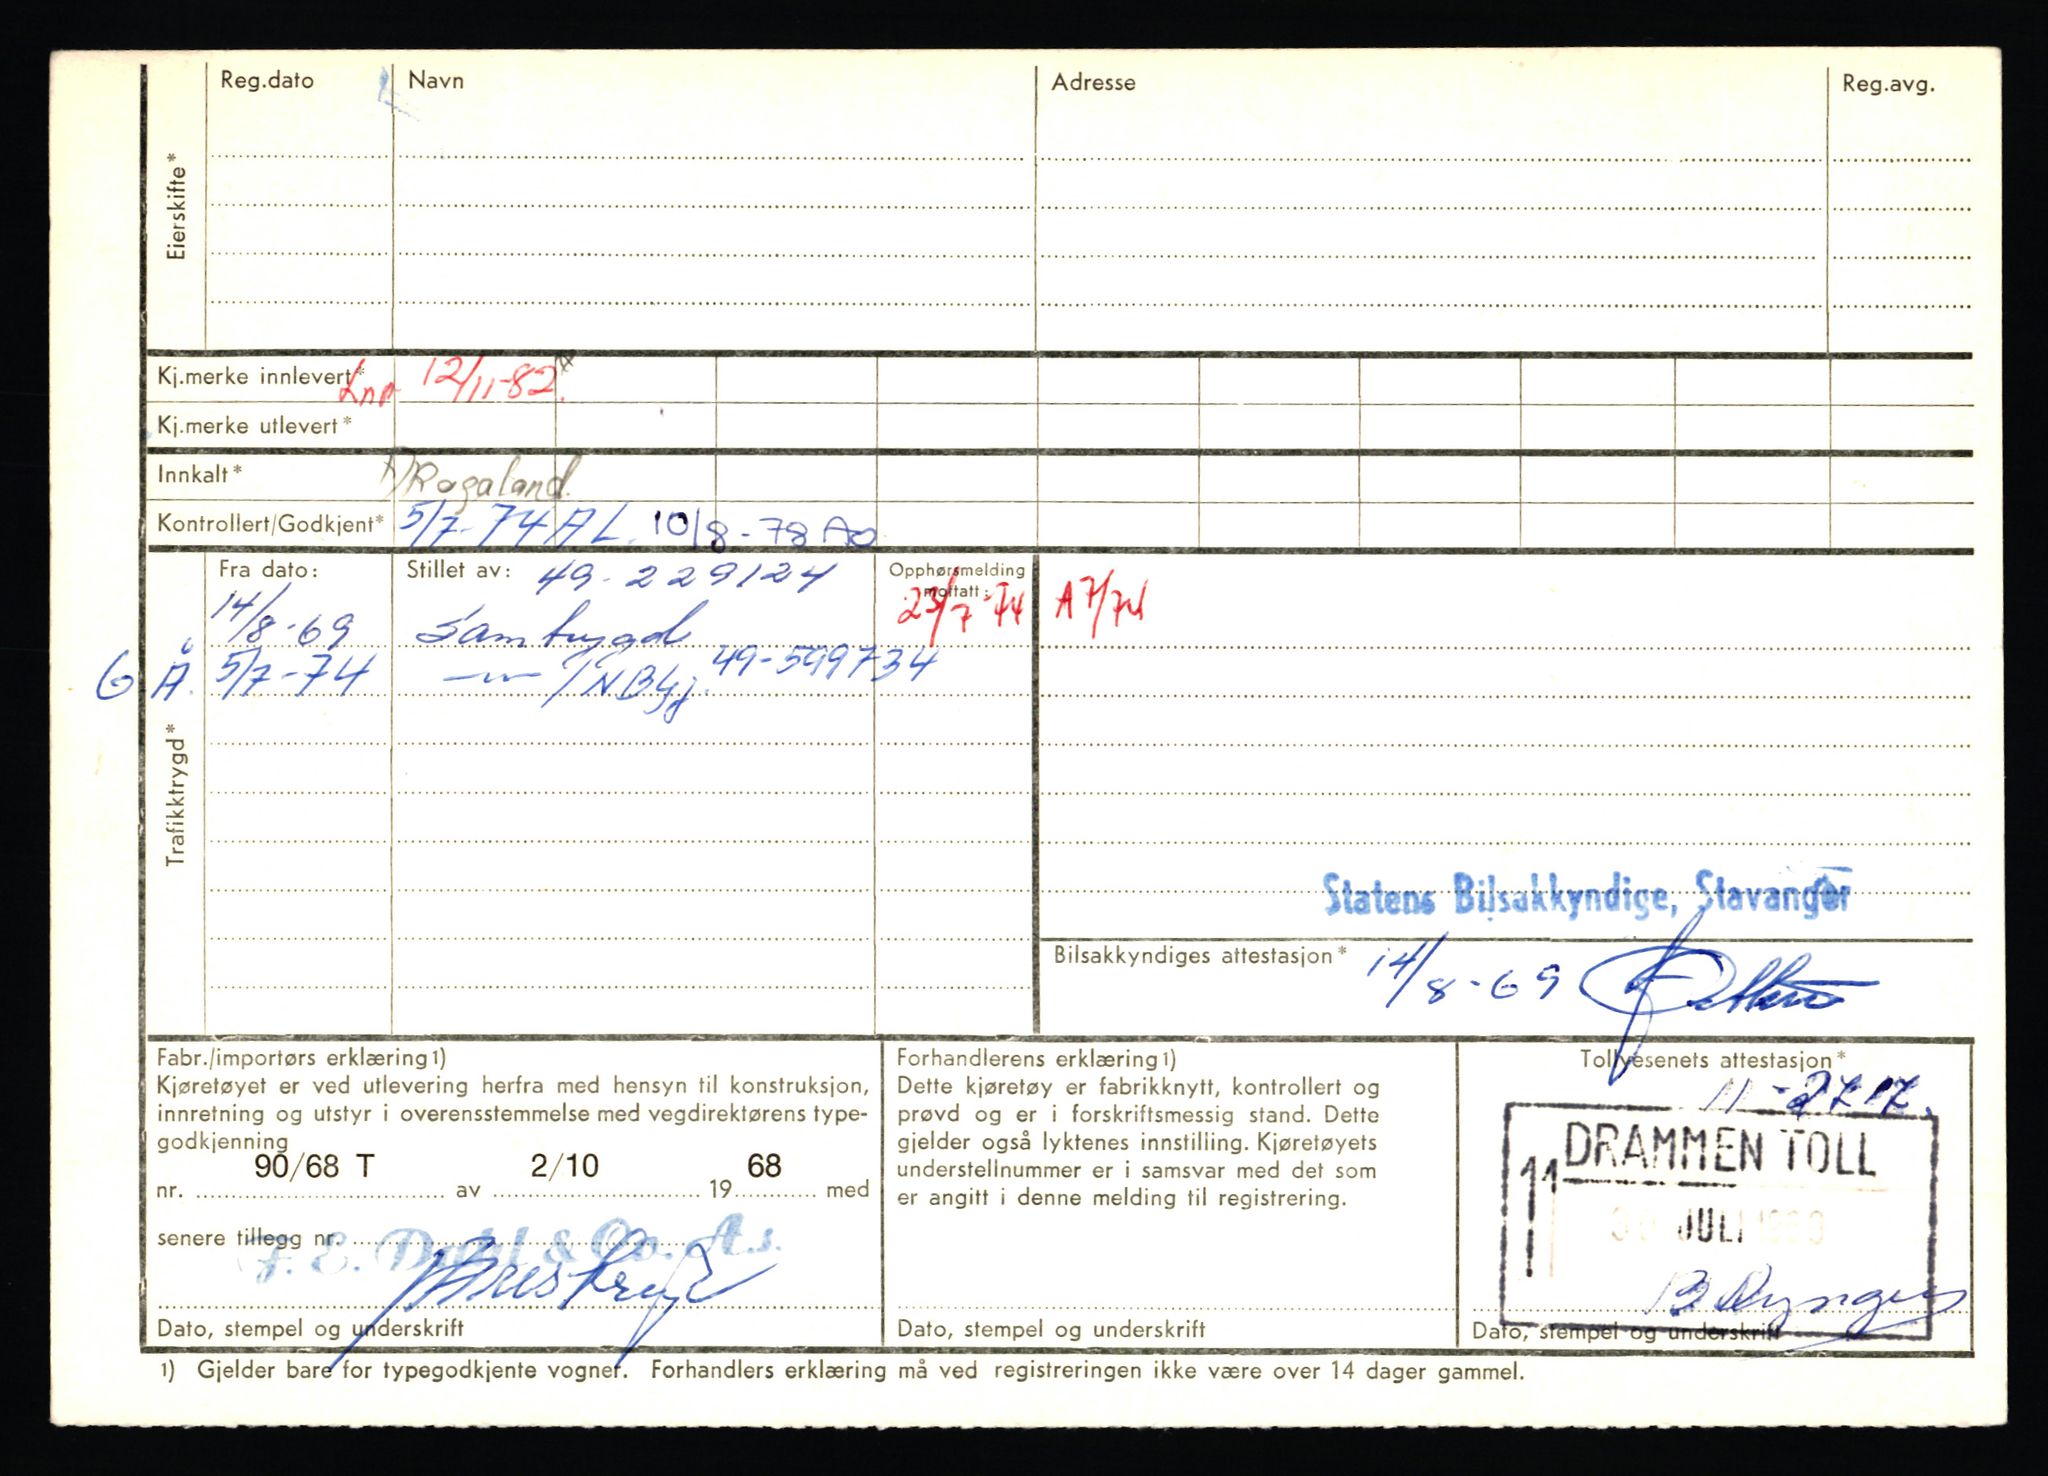 Reg.dato Navn Adresse Reg.avg.
Eierskifte*
Kj.merke innlevert* 12/11-82.
Kj.merke utlevert*
Innkalt* Rogaland
Kontrollert/Godkjent* 5/7-74 AL. 10/8-78 AO
Trafikktrygd*
Fra dato: Stillet av: 49-229124 Opphørsmelding mottatt:
14/8-69 Samtrygd 23/7-74 A7/74
GÅ. 5/7-74 49-599734
Statens Bilsakkyndige, Stavanger
Bilsakkyndiges attestasjon* 14/8-69
Fabr./importørs erklæring 1)
Kjøretøyet er ved utlevering herfra med hensyn til konstruksjon,
innretning og utstyr i overensstemmelse med vegdirektørens type-
godkjenning
nr. 90/68 T av 2/10 19 68 med
senere tillegg nr.
F. E. Dahl & Co. A.s.
Dato, stempel og underskrift
Forhandlerens erklæring 1)
Dette kjøretøy er fabrikknytt, kontrollert og
prøvd og er i forskriftsmessig stand. Dette
gjelder også lyktenes innstilling. Kjøretøyets
understellnummer er i samsvar med det som
er angitt i denne melding til registrering.
Dato, stempel og underskrift
Tollvesenets attestasjon*
DRAMMEN TOLL
11
JULI
Dato, stempel og underskrift
1) Gjelder bare for typegodkjente vogner. Forhandlers erklæring må ved registreringen ikke være over 14 dager gammel.